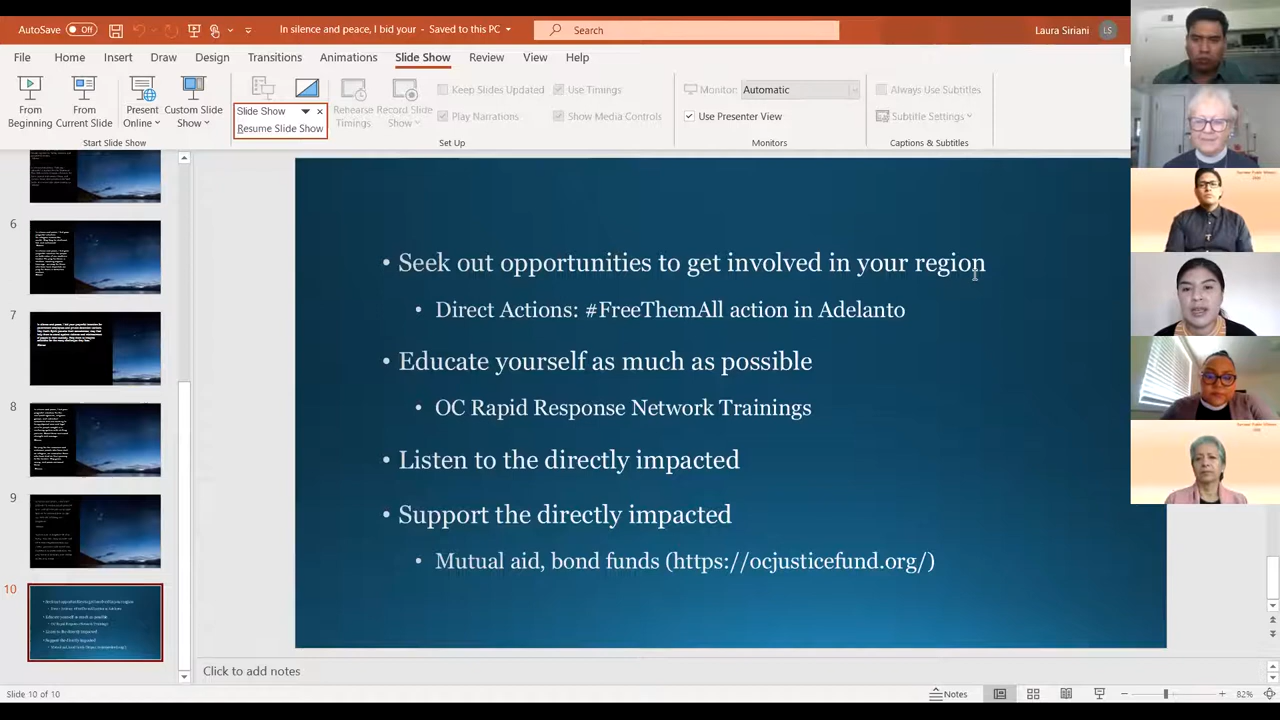 AutoSave Off
In silence and peace, I bid your - Saved to this PC
Search
Laura Siriani
LS
File Home Insert Draw Design Transitions Animations Slide Show Review View Help
From Beginning
From Current Slide
Present Online
Custom Slide Show
Slide Show
Resume Slide Show
Rehearse Timings
Record Slide Show
Keep Slides Updated
Play Narrations
Use Timings
Show Media Controls
Monitor: Automatic
Use Presenter View
Always Use Subtitles
Subtitle Settings
Start Slide Show
Set Up
Monitors
Captions & Subtitles
6
7
8
9
10
• Seek out opportunities to get involved in your region
• Direct Actions: #FreeThemAll action in Adelanto
• Educate yourself as much as possible
• OC Rapid Response Network Trainings
• Listen to the directly impacted
• Support the directly impacted
• Mutual aid, bond funds (https://ocjusticefund.org/)
Click to add notes
Slide 10 of 10
Notes
82%